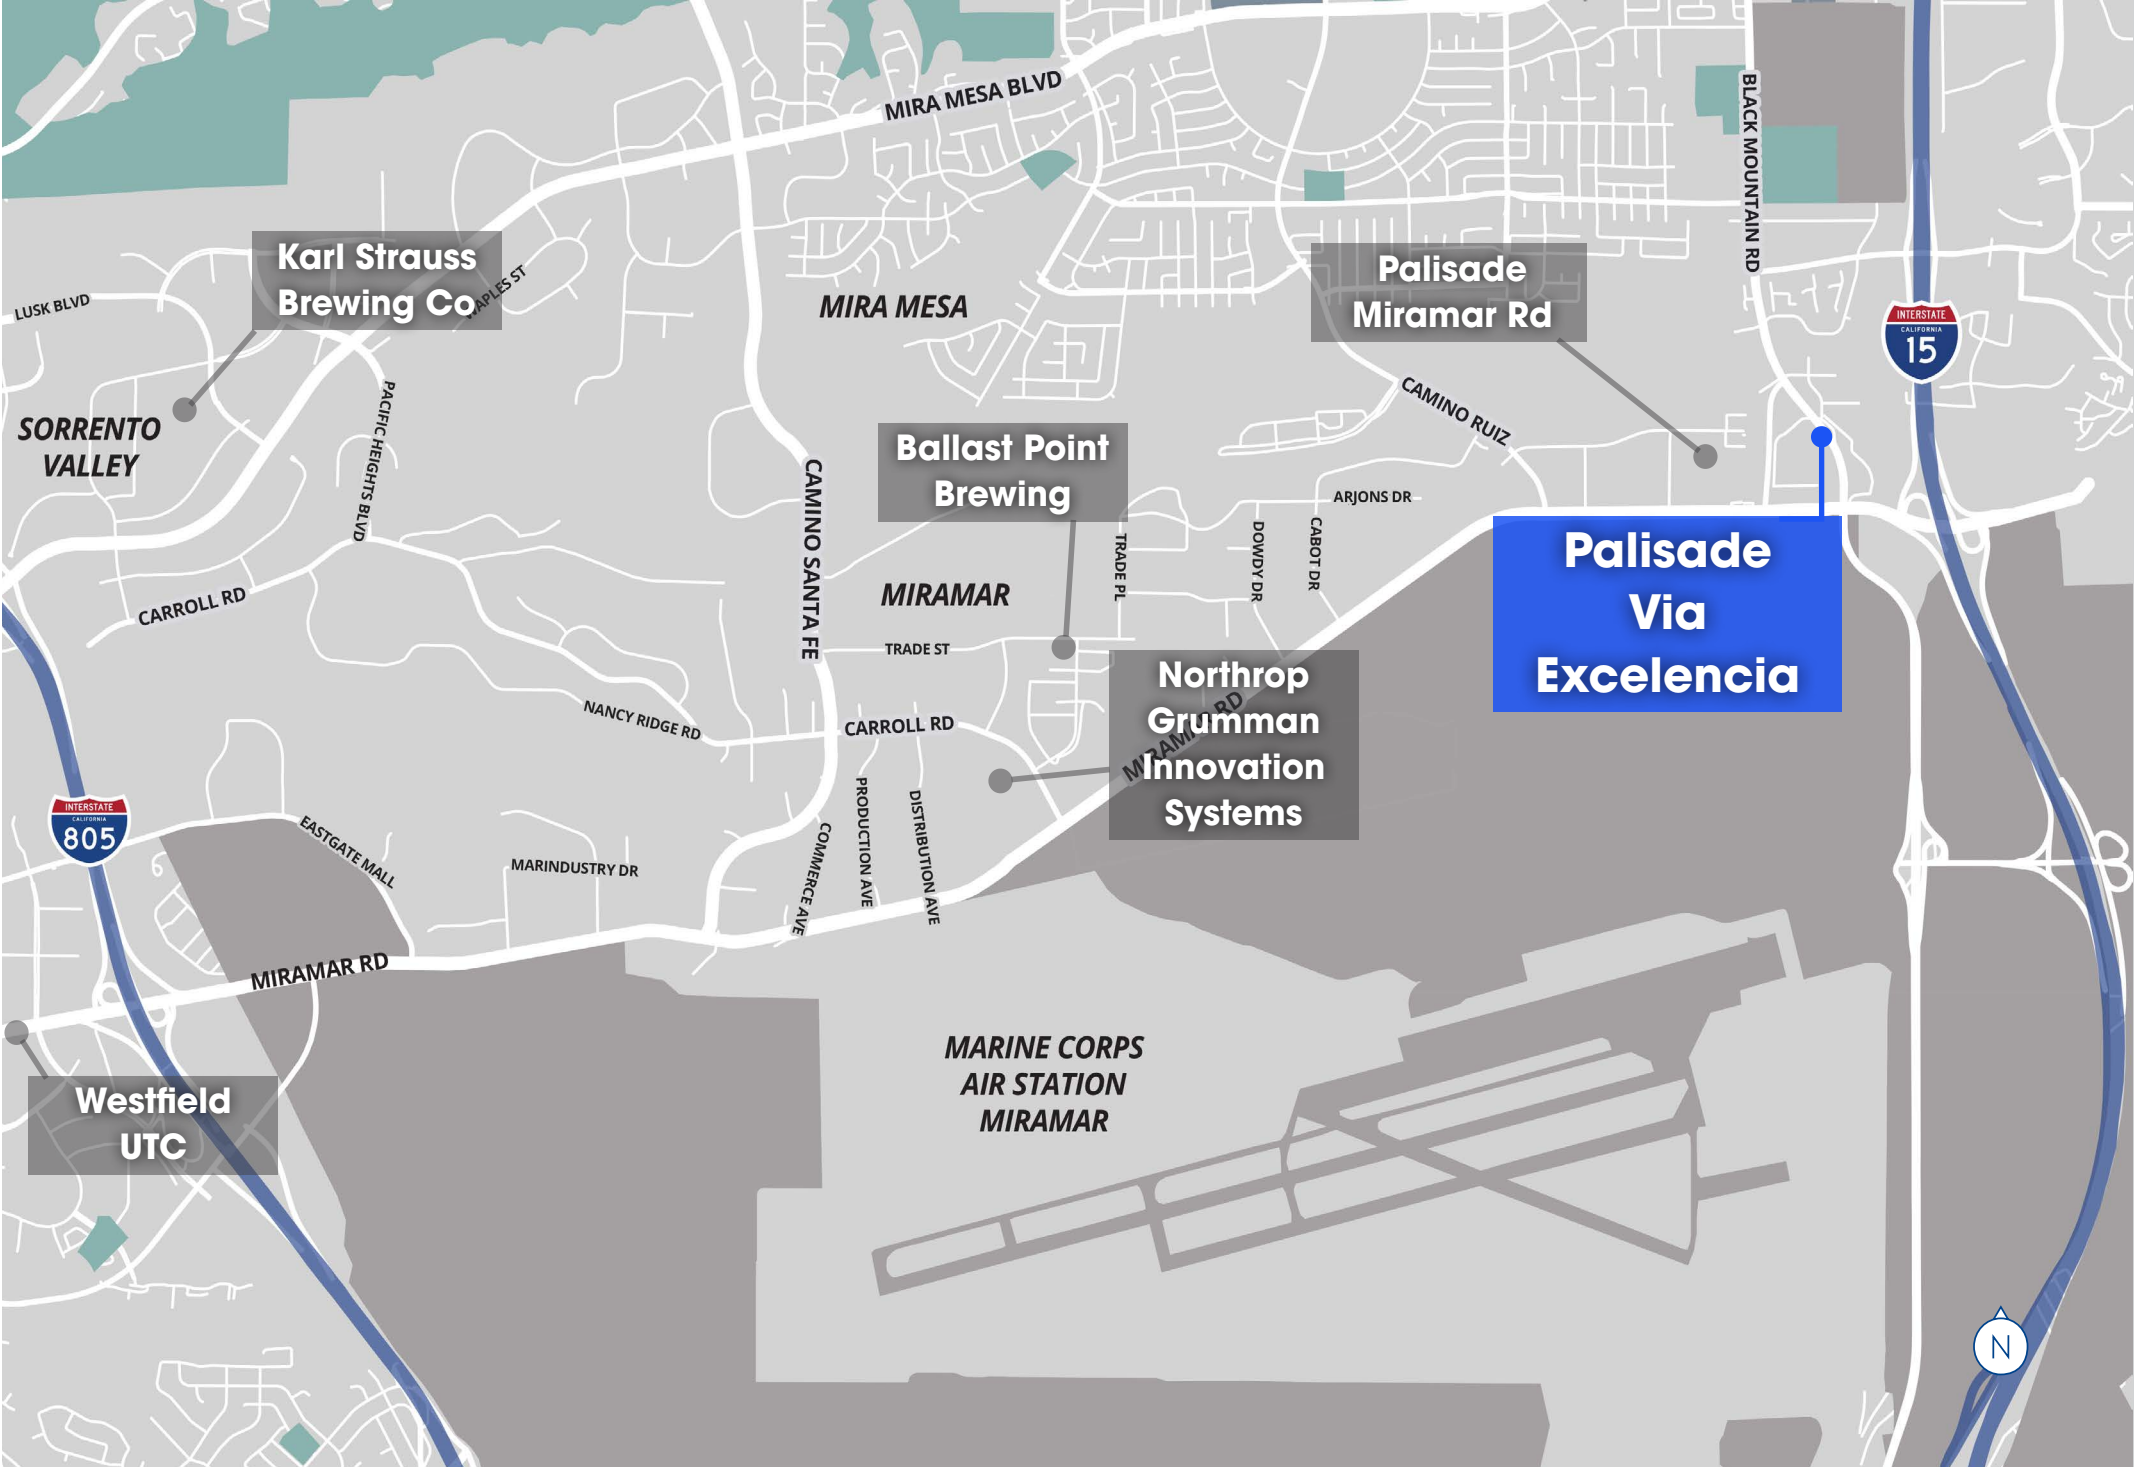 MIRA MESA BLVD
BLACK MOUNTAIN RD
Karl Strauss
Brewing Co
MAPLES ST
LUSK BLVD
MIRA MESA
Palisade
Miramar Rd
INTERSTATE
CALIFORNIA
15
SORRENTO
VALLEY
PACIFIC HEIGHTS BLVD
CAMINO RUIZ
Ballast Point
Brewing
CAMINO SANTA FE
ARJONS DR
TRADE PL
DOWDY DR
CABOT DR
Palisade
Via
Excelencia
CARROLL RD
MIRAMAR
TRADE ST
Northrop
Grumman
Innovation
Systems
MIRAMAR RD
NANCY RIDGE RD
CARROLL RD
INTERSTATE
CALIFORNIA
805
EASTGATE MALL
MARINDUSTRY DR
COMMERCE AVE
PRODUCTION AVE
DISTRIBUTION AVE
MIRAMAR RD
MARINE CORPS
AIR STATION
MIRAMAR
Westfield
UTC
N